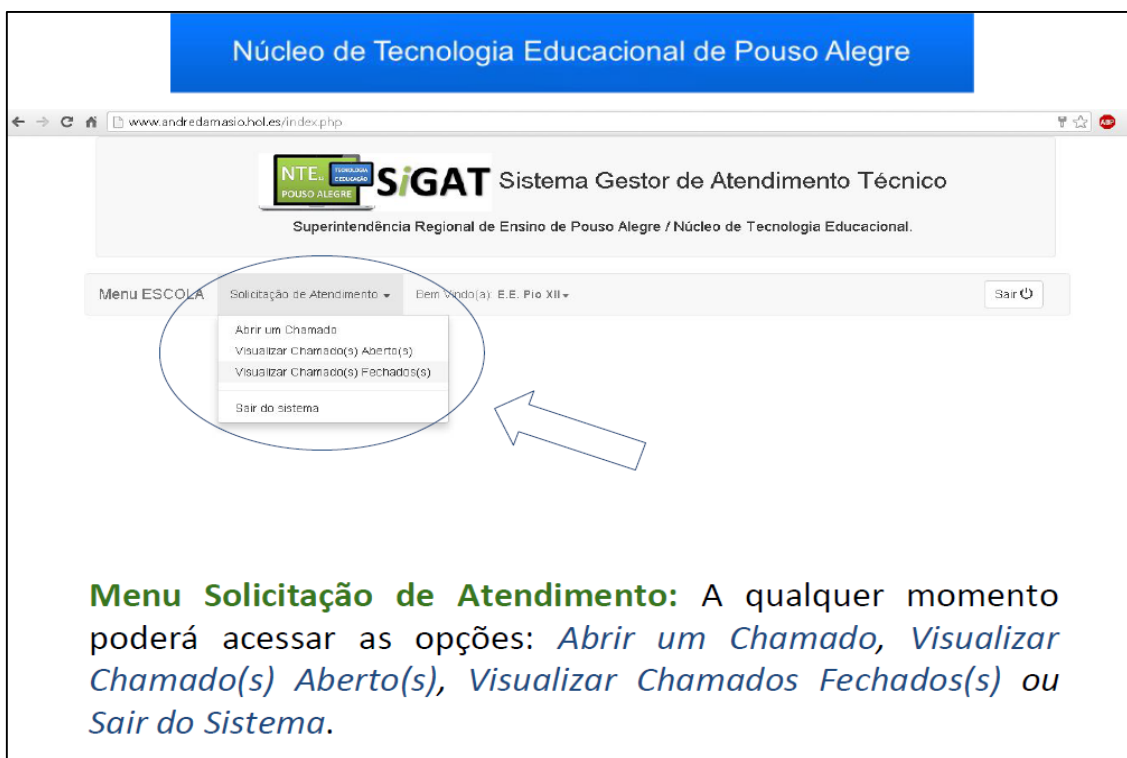 Núcleo de Tecnologia Educacional de Pouso Alegre
www.andredamasio.hol.es/index.php
ABP
NTE
TECNOLOGIA
E EDUCAÇÃO
POUSO ALEGRE
SiGAT Sistema Gestor de Atendimento Técnico
Superintendência Regional de Ensino de Pouso Alegre / Núcleo de Tecnologia Educacional.
Menu ESCOLA Solicitação de Atendimento Bem Vindo(a): E.E. Pio XII Sair
Abrir um Chamado
Visualizar Chamado(s) Aberto(s)
Visualizar Chamado(s) Fechados(s)
Sair do sistema
Menu Solicitação de Atendimento: A qualquer momento
poderá acessar as opções: Abrir um Chamado, Visualizar
Chamado(s) Aberto(s), Visualizar Chamados Fechados(s) ou
Sair do Sistema.